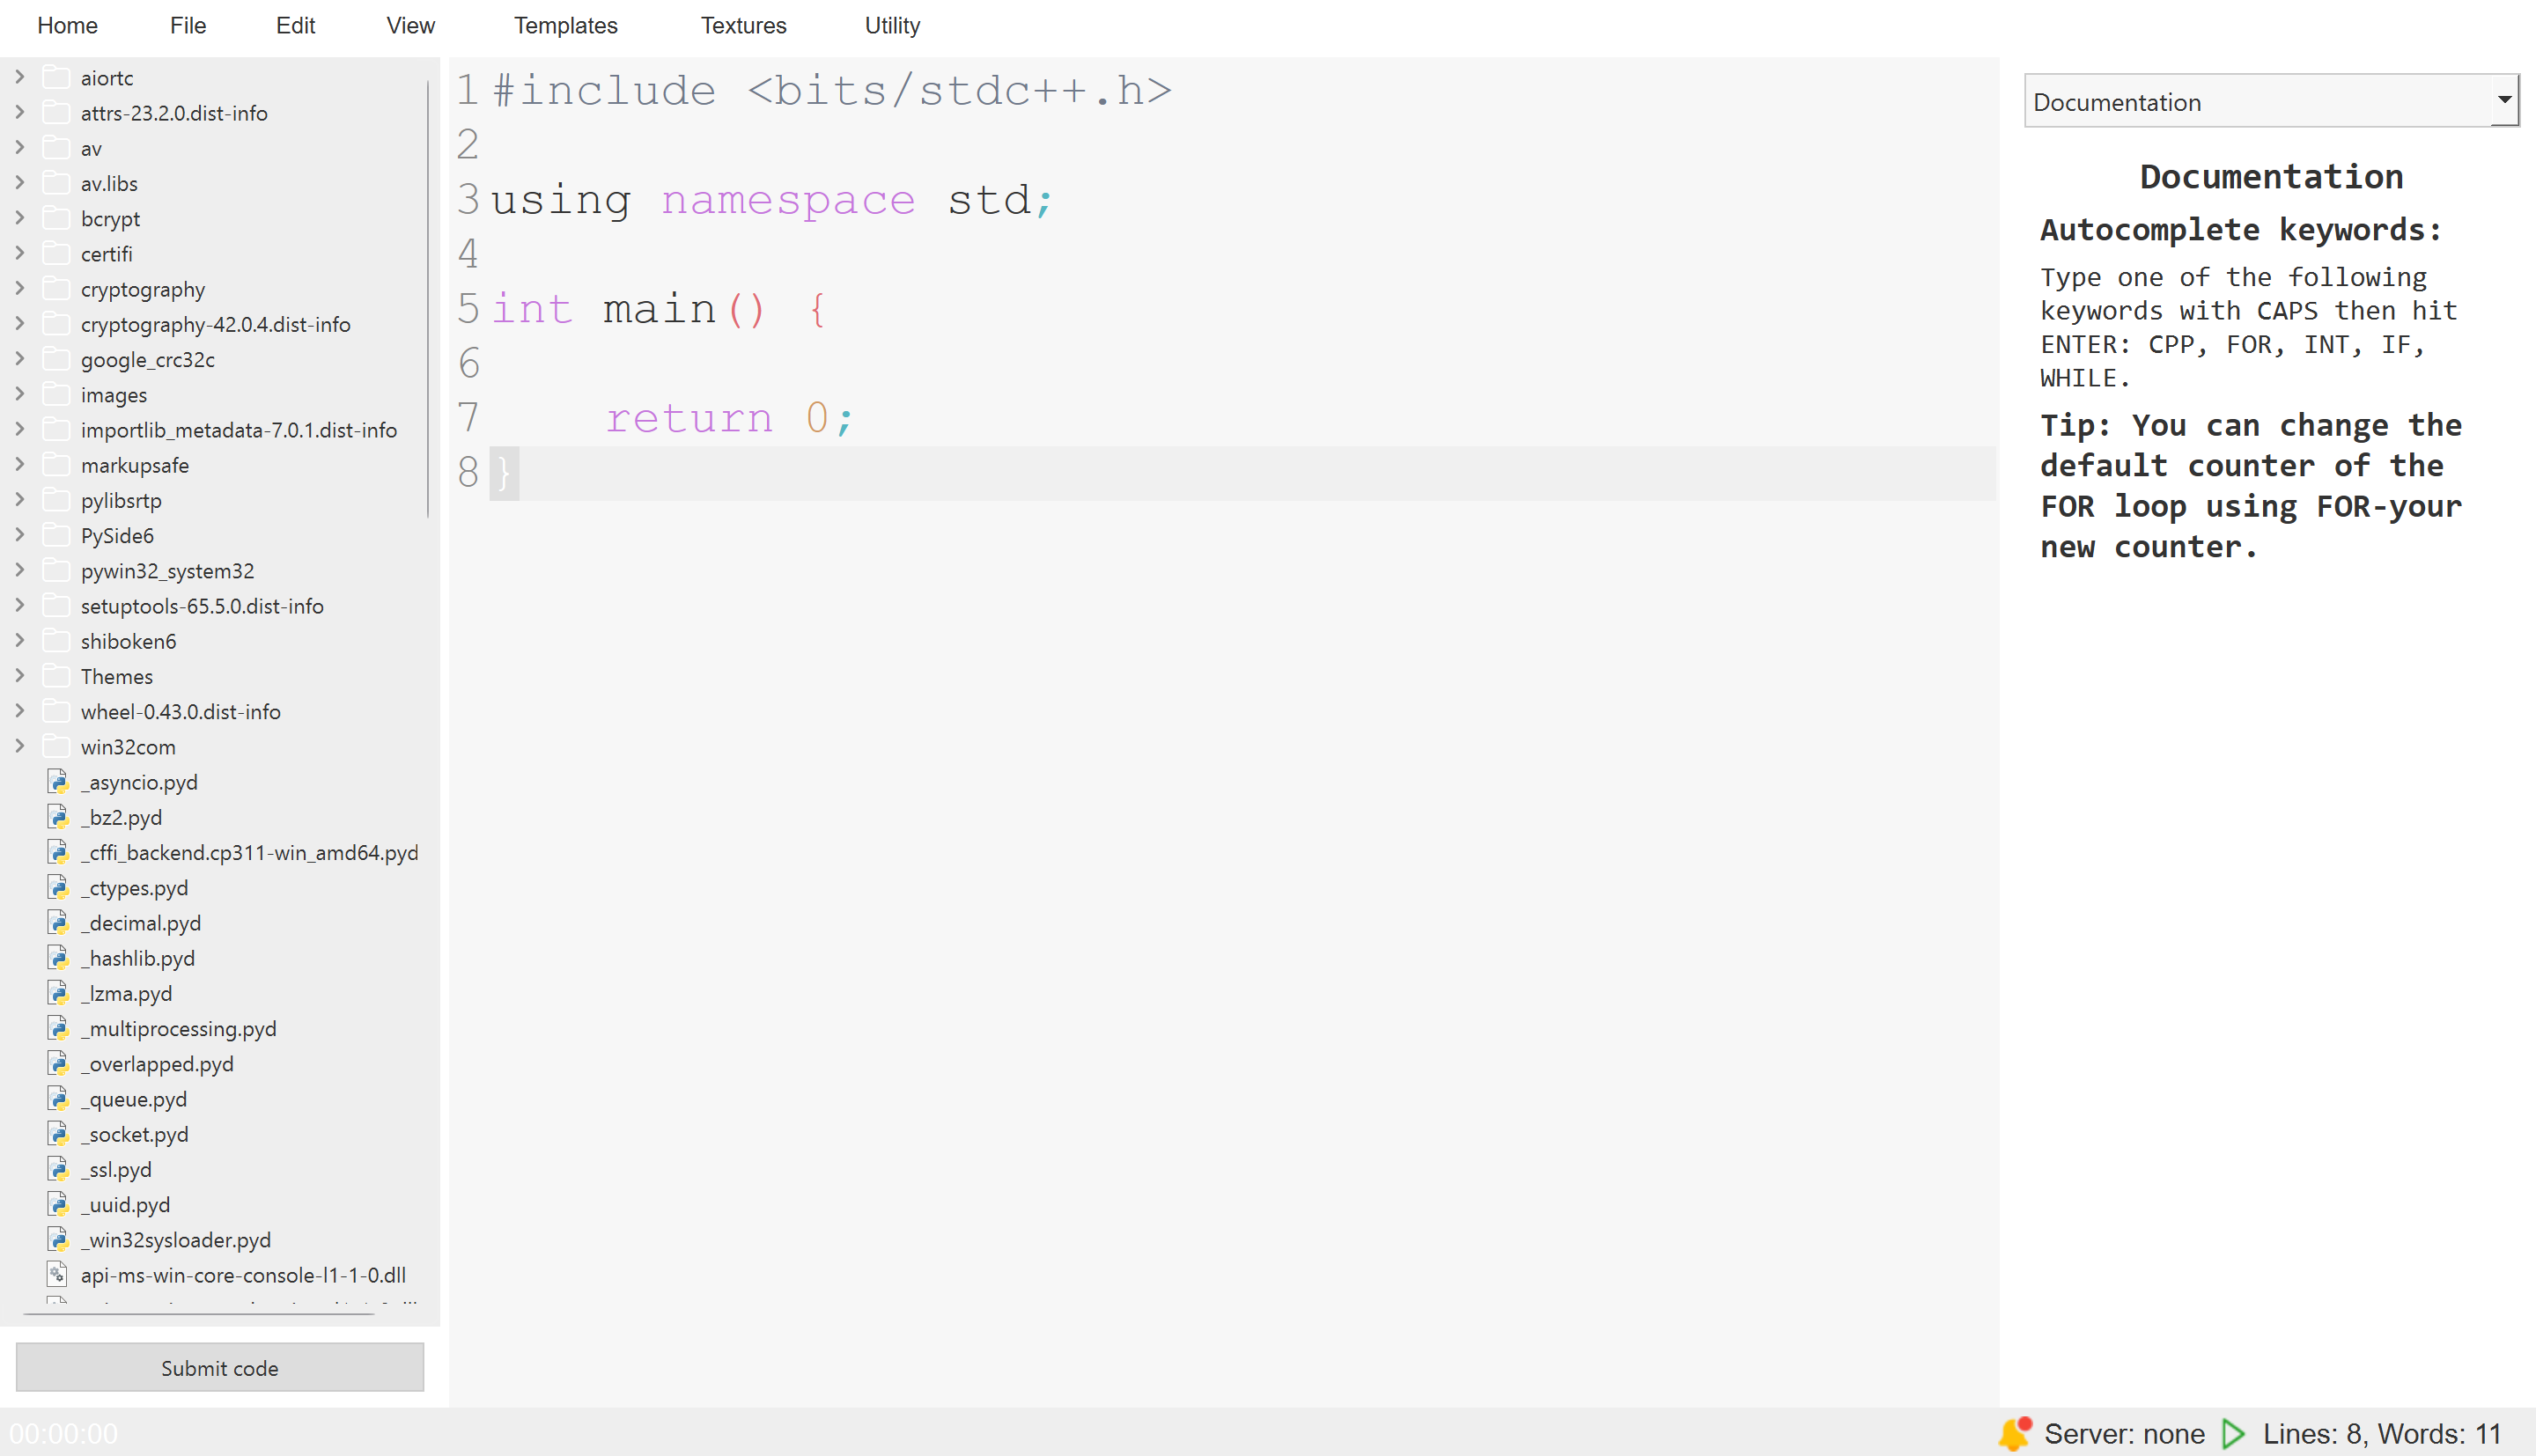 Home File Edit View Templates Textures Utility
aiortc
attrs-23.2.0.dist-info
av
av.libs
bcrypt
certifi
cryptography
cryptography-42.0.4.dist-info
google_crc32c
images
importlib_metadata-7.0.1.dist-info
markupsafe
pylibsrtp
PySide6
pywin32_system32
setuptools-65.5.0.dist-info
shiboken6
Themes
wheel-0.43.0.dist-info
win32com
_asyncio.pyd
_bz2.pyd
_cffi_backend.cp311-win_amd64.pyd
_ctypes.pyd
_decimal.pyd
_hashlib.pyd
_lzma.pyd
_multiprocessing.pyd
_overlapped.pyd
_queue.pyd
_socket.pyd
_ssl.pyd
_uuid.pyd
_win32sysloader.pyd
api-ms-win-core-console-l1-1-0.dll
Submit code
1 #include <bits/stdc++.h>
2
3 using namespace std;
4
5 int main() {
6
7     return 0;
8 }
Documentation
Documentation
Autocomplete keywords:
Type one of the following
keywords with CAPS then hit
ENTER: CPP, FOR, INT, IF,
WHILE.
Tip: You can change the
default counter of the
FOR loop using FOR-your
new counter.
00:00:00
Server: none Lines: 8, Words: 11